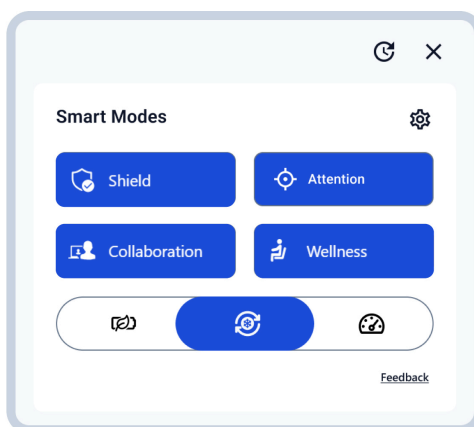 Smart Modes
Shield
Attention
Collaboration
Wellness
Feedback